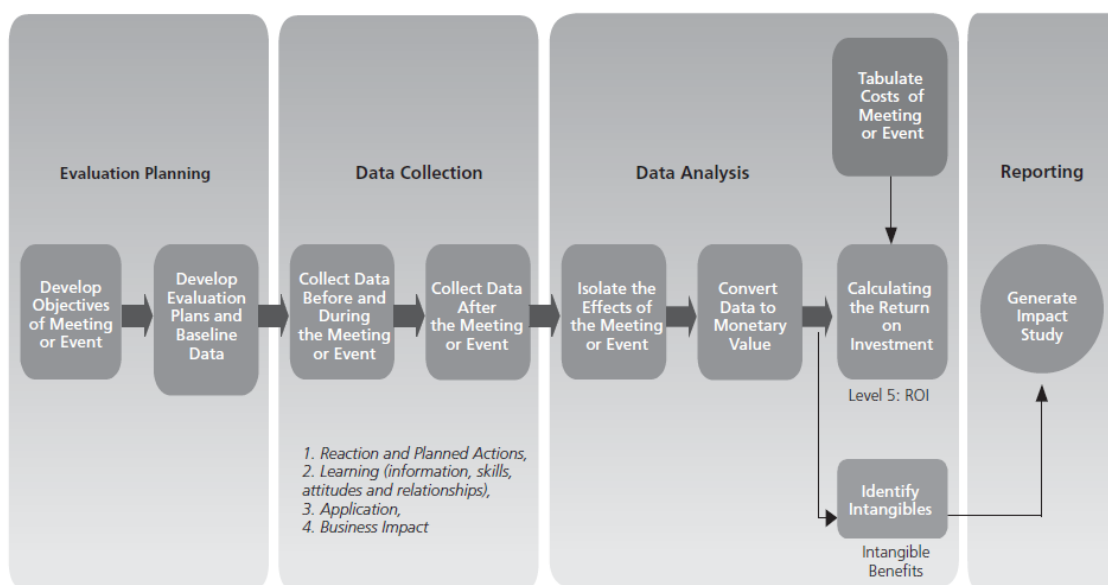 Evaluation Planning
Develop
Objectives
of Meeting
or Event
Develop
Evaluation
Plans and
Baseline
Data
Data Collection
Collect Data
Before and
During
the Meeting
or Event
Collect Data
After
the Meeting
or Event
1. Reaction and Planned Actions,
2. Learning (information, skills,
attitudes and relationships),
3. Application,
4. Business Impact
Data Analysis
Isolate the
Effects of
the Meeting
or Event
Convert
Data to
Monetary
Value
Tabulate
Costs of
Meeting
or Event
Calculating
the Return
on
Investment
Level 5: ROI
Identify
Intangibles
Intangible
Benefits
Reporting
Generate
Impact
Study